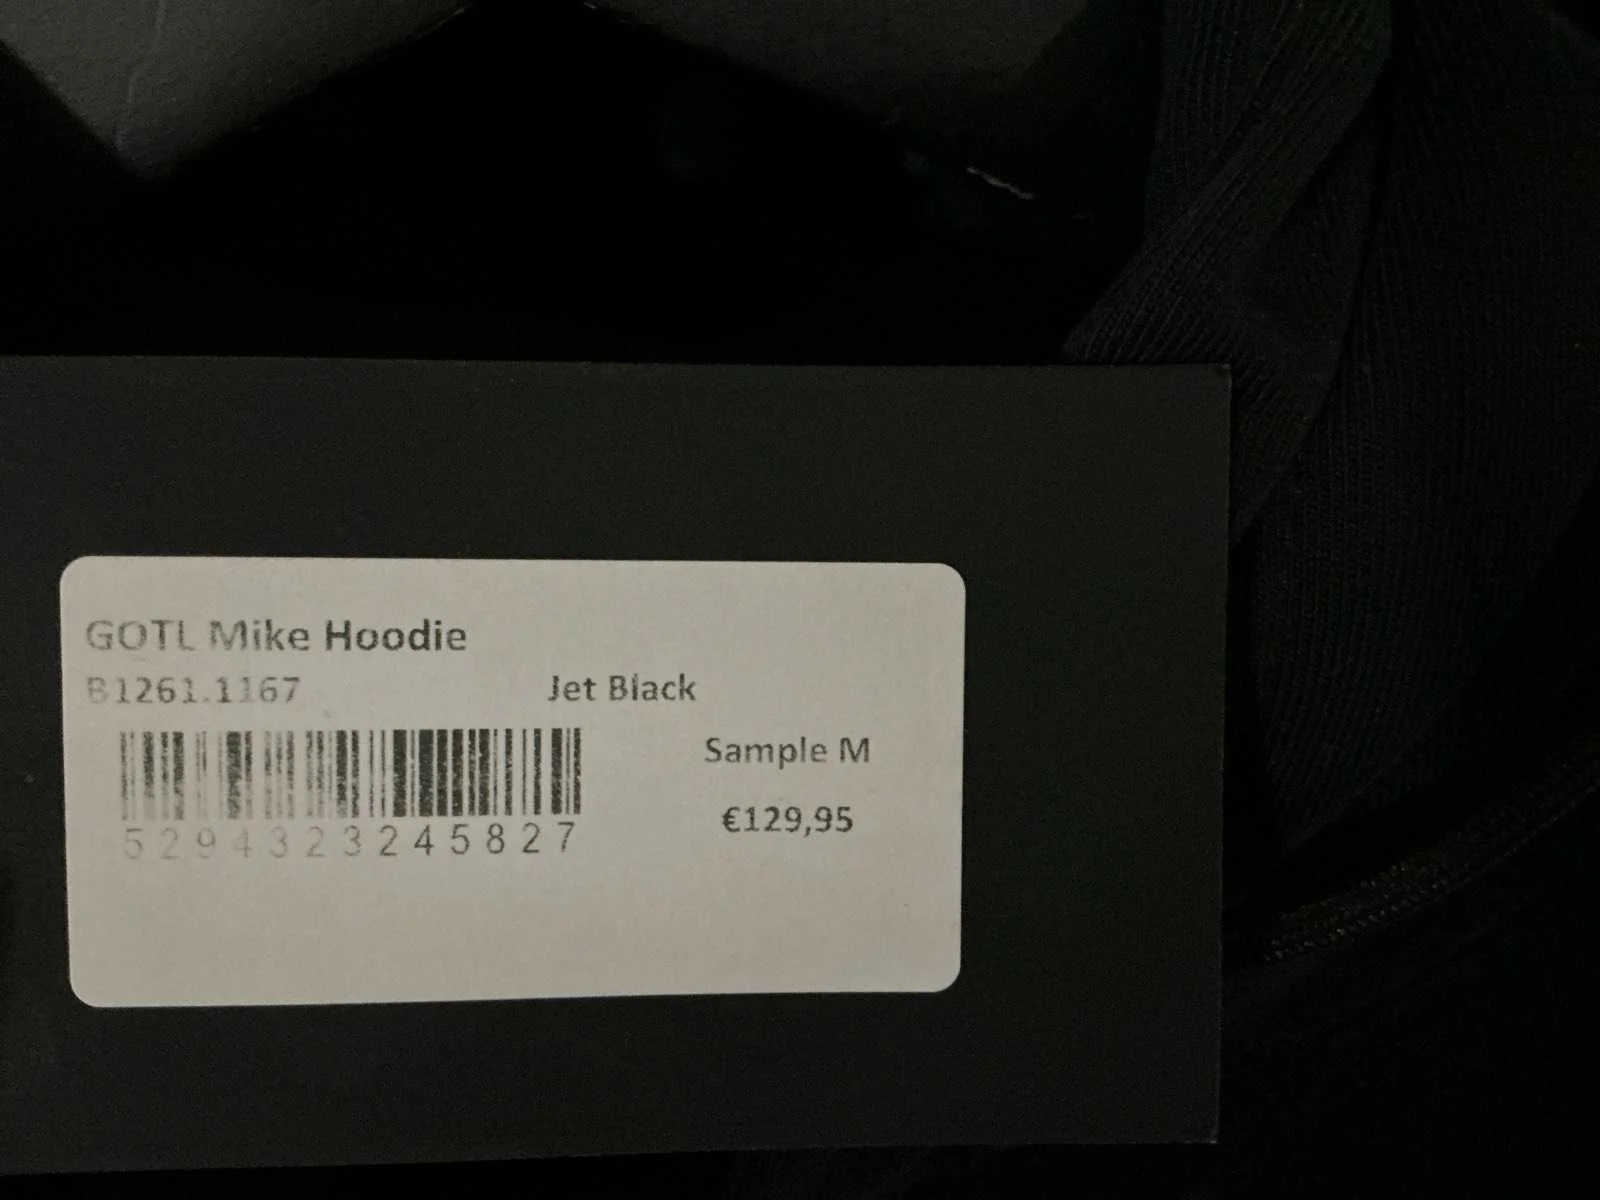 GOTL Mike Hoodie
B1261.1167 Jet Black
Sample M
€129,95
5294323245827